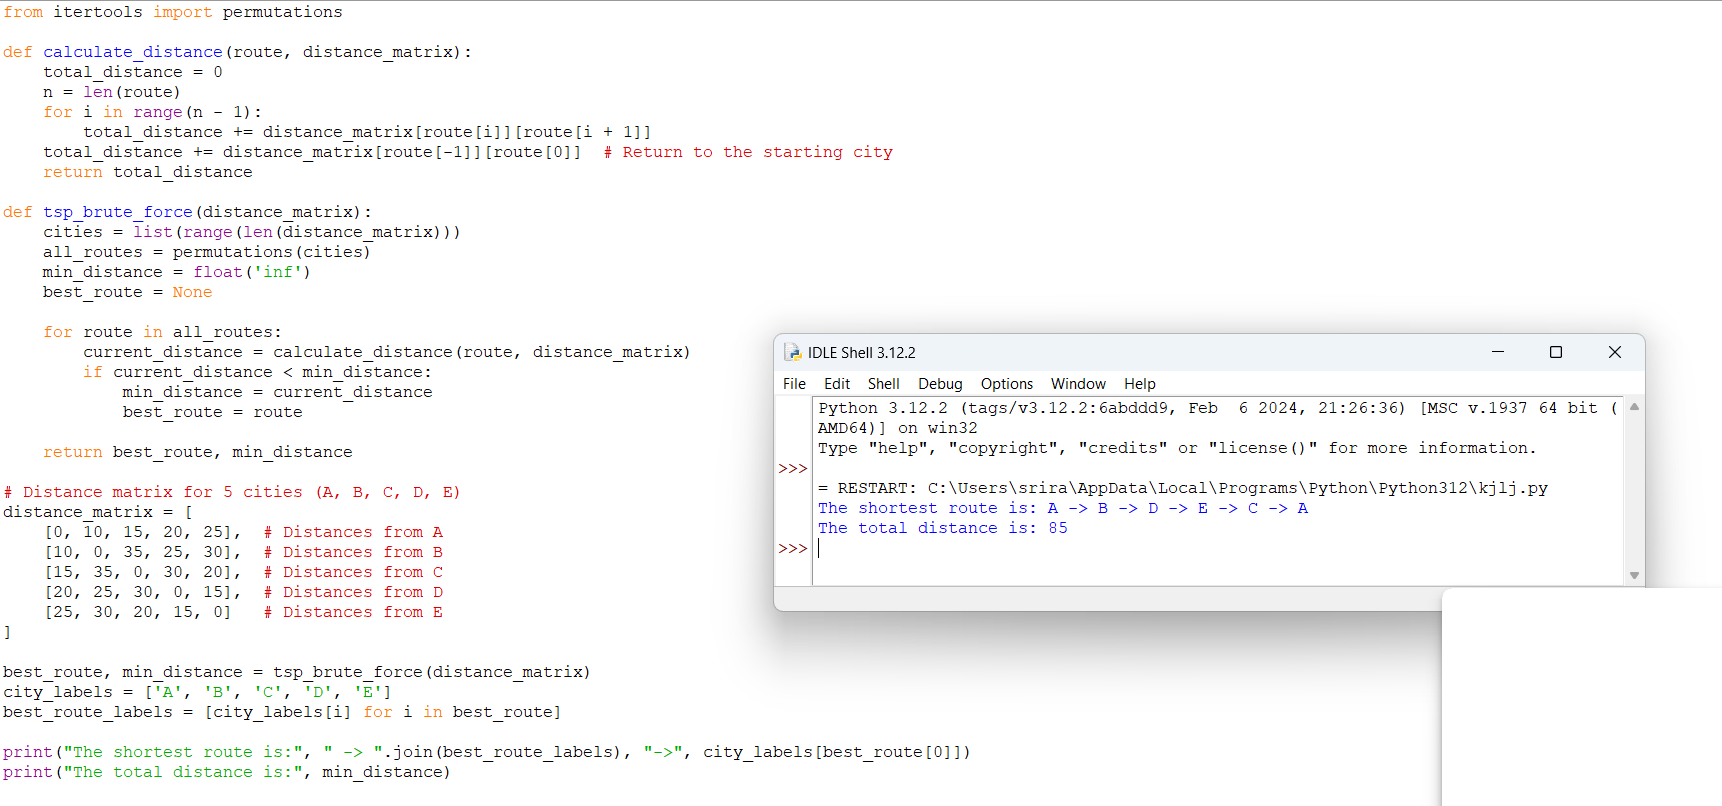 from itertools import permutations
def calculate_distance(route, distance_matrix):
    total_distance = 0
    n = len(route)
    for i in range(n - 1):
        total_distance += distance_matrix[route[i]][route[i + 1]]
    total_distance += distance_matrix[route[-1]][route[0]]  # Return to the starting city
    return total_distance
def tsp_brute_force(distance_matrix):
    cities = list(range(len(distance_matrix)))
    all_routes = permutations(cities)
    min_distance = float('inf')
    best_route = None
    for route in all_routes:
        current_distance = calculate_distance(route, distance_matrix)
        if current_distance < min_distance:
            min_distance = current_distance
            best_route = route
    return best_route, min_distance
# Distance matrix for 5 cities (A, B, C, D, E)
distance_matrix = [
    [0, 10, 15, 20, 25],  # Distances from A
    [10, 0, 35, 25, 30],  # Distances from B
    [15, 35, 0, 30, 20],  # Distances from C
    [20, 25, 30, 0, 15],  # Distances from D
    [25, 30, 20, 15, 0]   # Distances from E
]
best_route, min_distance = tsp_brute_force(distance_matrix)
city_labels = ['A', 'B', 'C', 'D', 'E']
best_route_labels = [city_labels[i] for i in best_route]
print("The shortest route is:", " -> ".join(best_route_labels), "->", city_labels[best_route[0]])
print("The total distance is:", min_distance)
IDLE Shell 3.12.2
File Edit Shell Debug Options Window Help
Python 3.12.2 (tags/v3.12.2:6abddd9, Feb  6 2024, 21:26:36) [MSC v.1937 64 bit (
AMD64)] on win32
Type "help", "copyright", "credits" or "license()" for more information.
>>>
= RESTART: C:\Users\srira\AppData\Local\Programs\Python\Python312\kjlj.py
The shortest route is: A -> B -> D -> E -> C -> A
The total distance is: 85
>>>